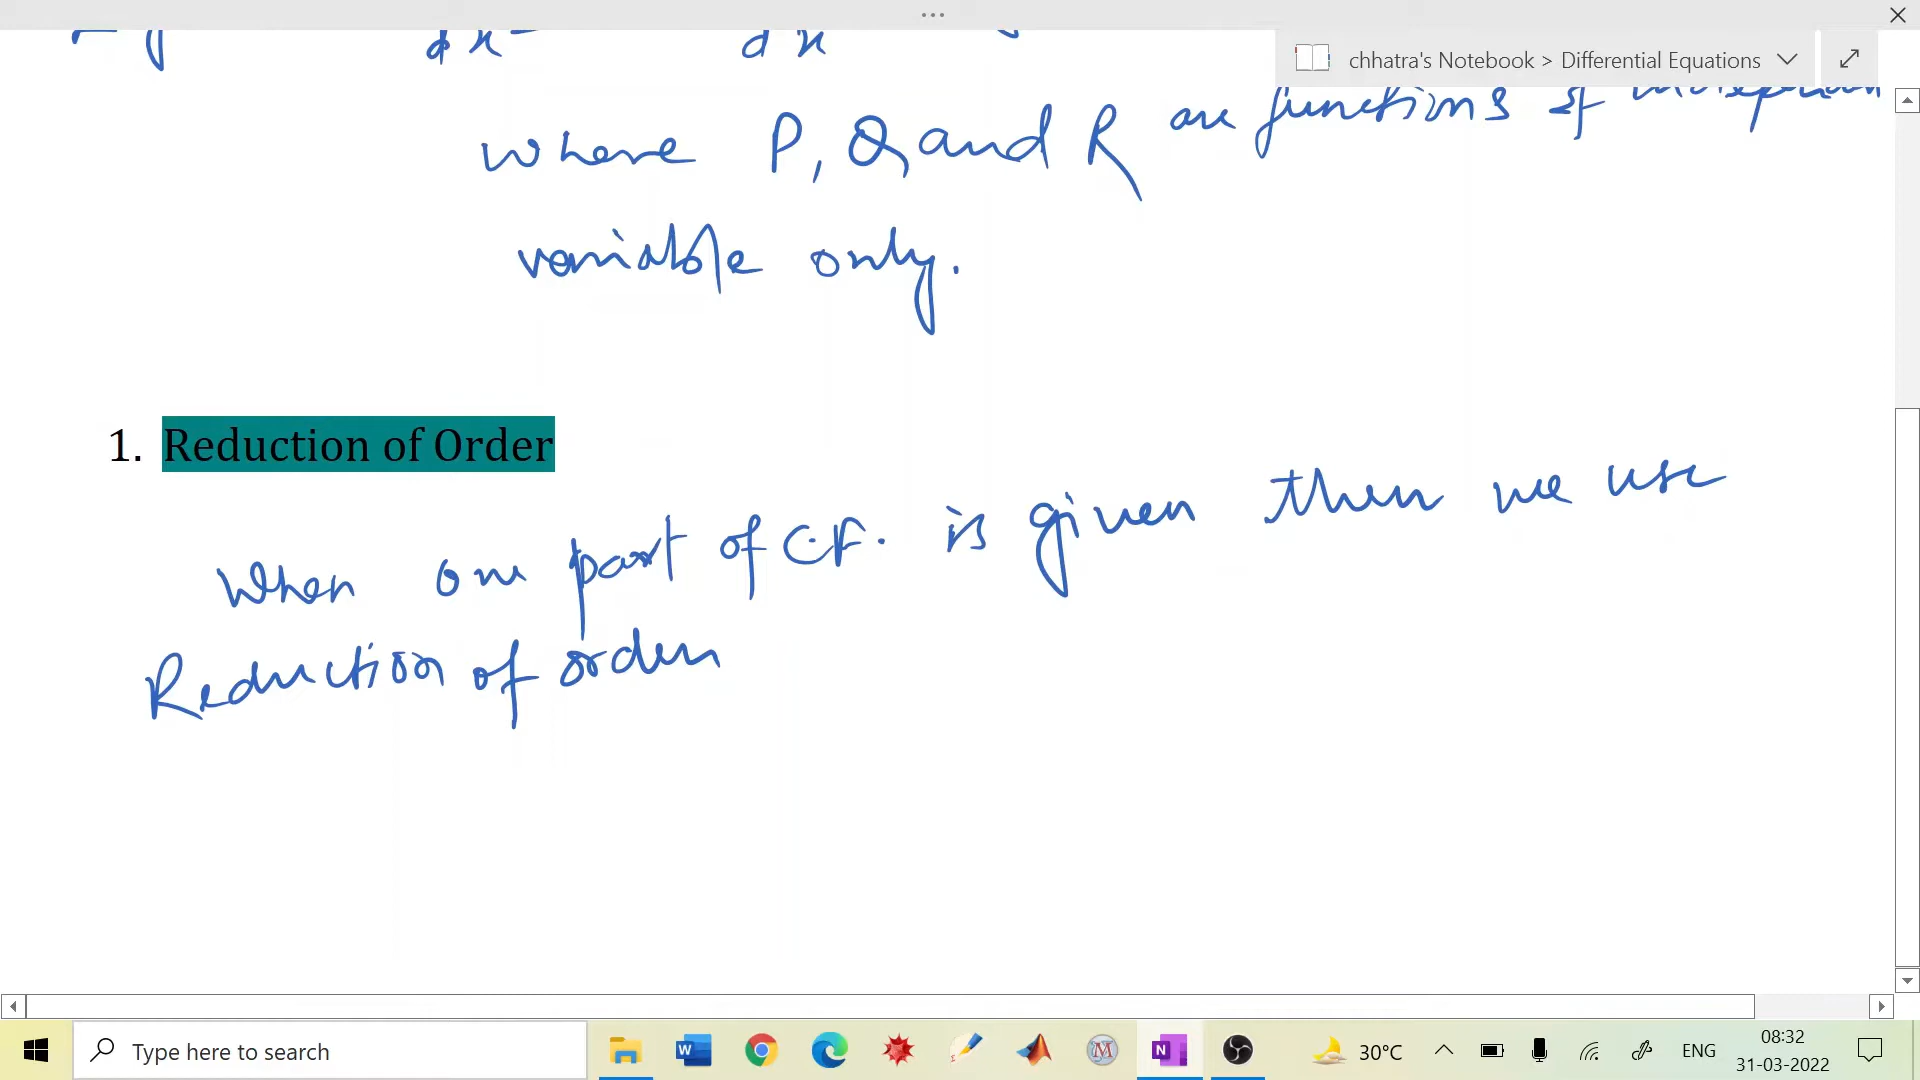 chhatra's Notebook > Differential Equations
dx² dx
where P, Q, and R are functions of
variable only.
1. Reduction of Order
When one part of C.F. is given then we use
Reduction of order
Type here to search
30°C
ENG
08:32
31-03-2022